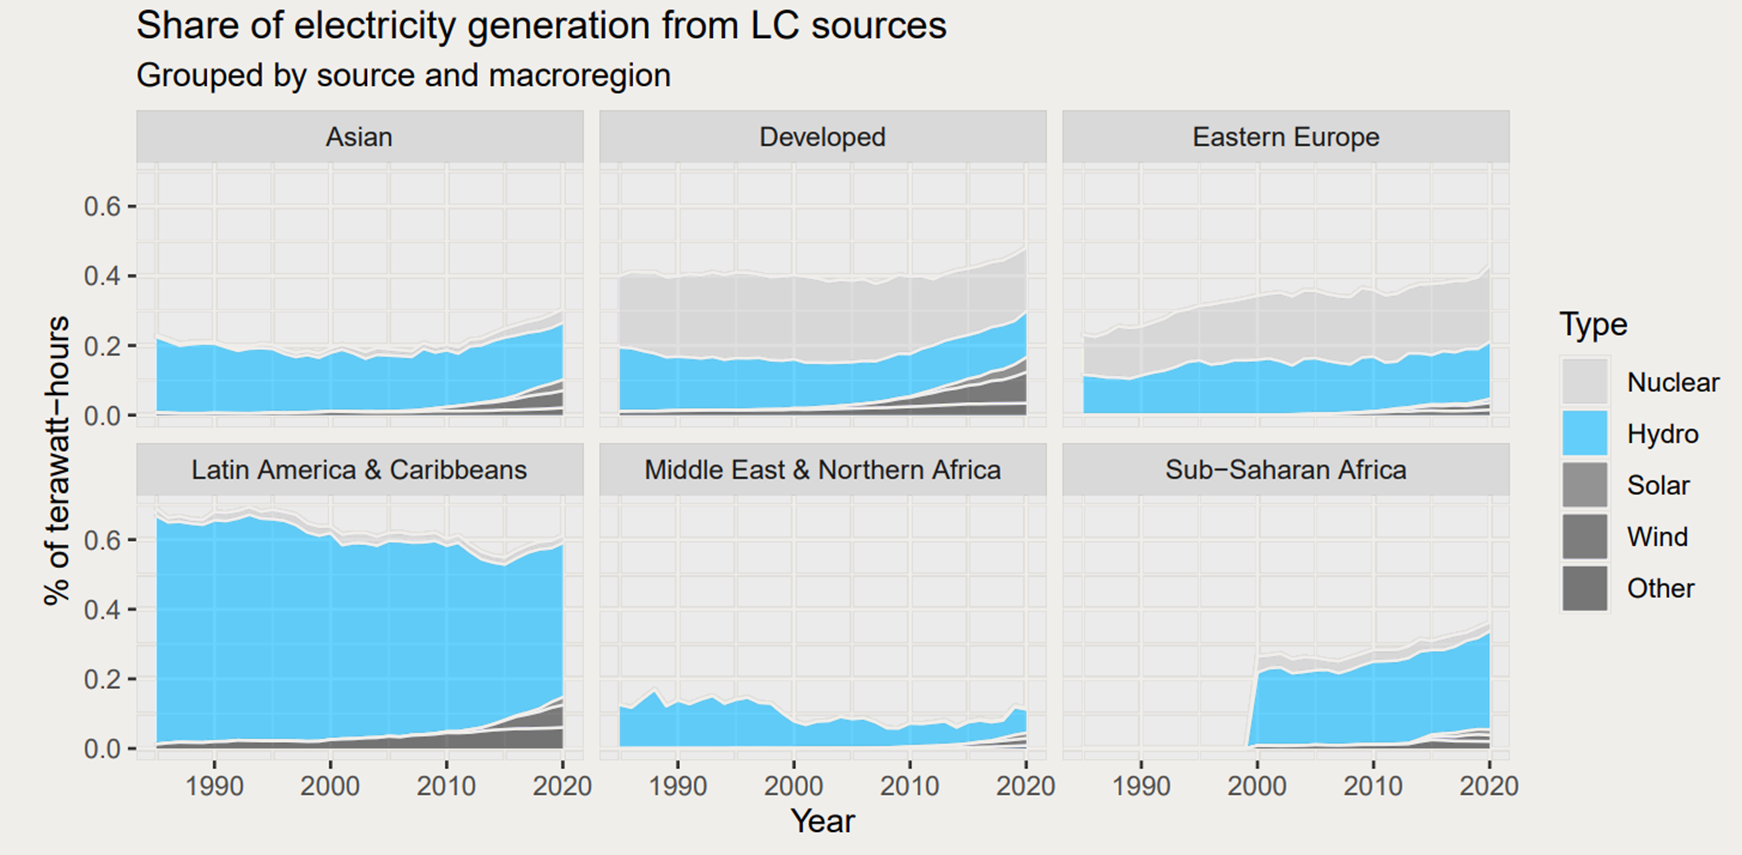 Share of electricity generation from LC sources
Grouped by source and macroregion
Asian
Developed
Eastern Europe
0.6
0.4
0.2
0.0
Latin America & Caribbeans
Middle East & Northern Africa
Sub−Saharan Africa
0.6
0.4
0.2
0.0
% of terawatt−hours
1990 2000 2010 2020
1990 2000 2010 2020
1990 2000 2010 2020
Year
Type
Nuclear
Hydro
Solar
Wind
Other